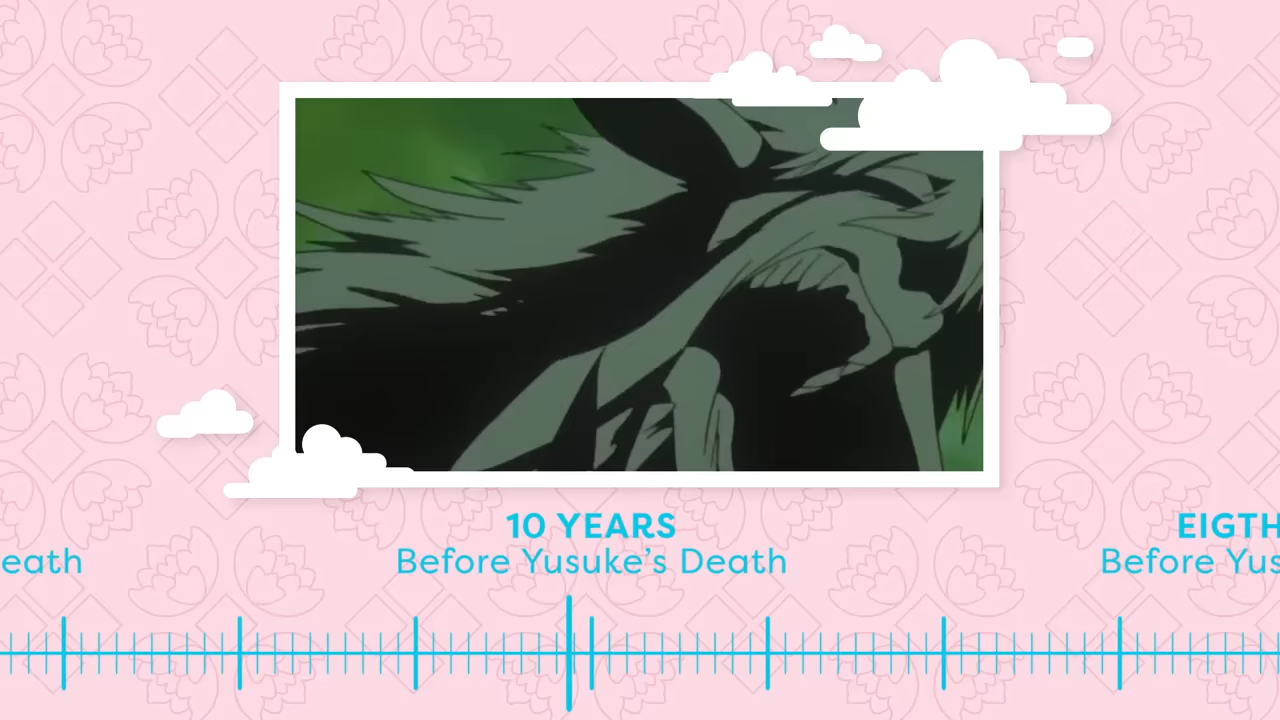 10 YEARS
Before Yusuke’s Death
eath
EIGTH
Before Yus